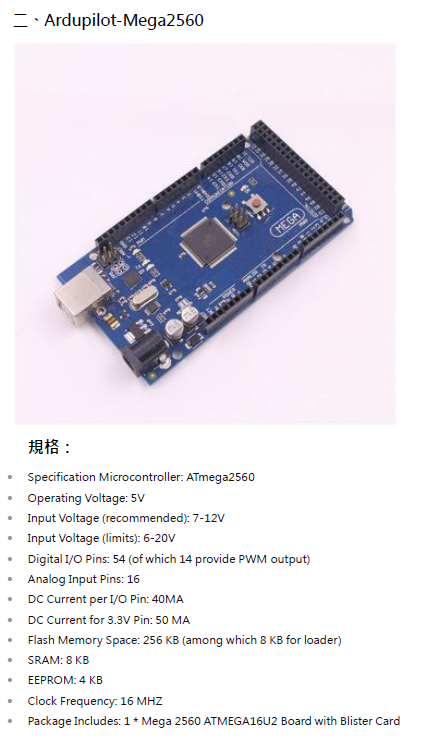 二、Ardupilot-Mega2560
MEGA
規格：
Specification Microcontroller: ATmega2560
Operating Voltage: 5V
Input Voltage (recommended): 7-12V
Input Voltage (limits): 6-20V
Digital I/O Pins: 54 (of which 14 provide PWM output)
Analog Input Pins: 16
DC Current per I/O Pin: 40MA
DC Current for 3.3V Pin: 50 MA
Flash Memory Space: 256 KB (among which 8 KB for loader)
SRAM: 8 KB
EEPROM: 4 KB
Clock Frequency: 16 MHZ
Package Includes: 1 * Mega 2560 ATMEGA16U2 Board with Blister Card